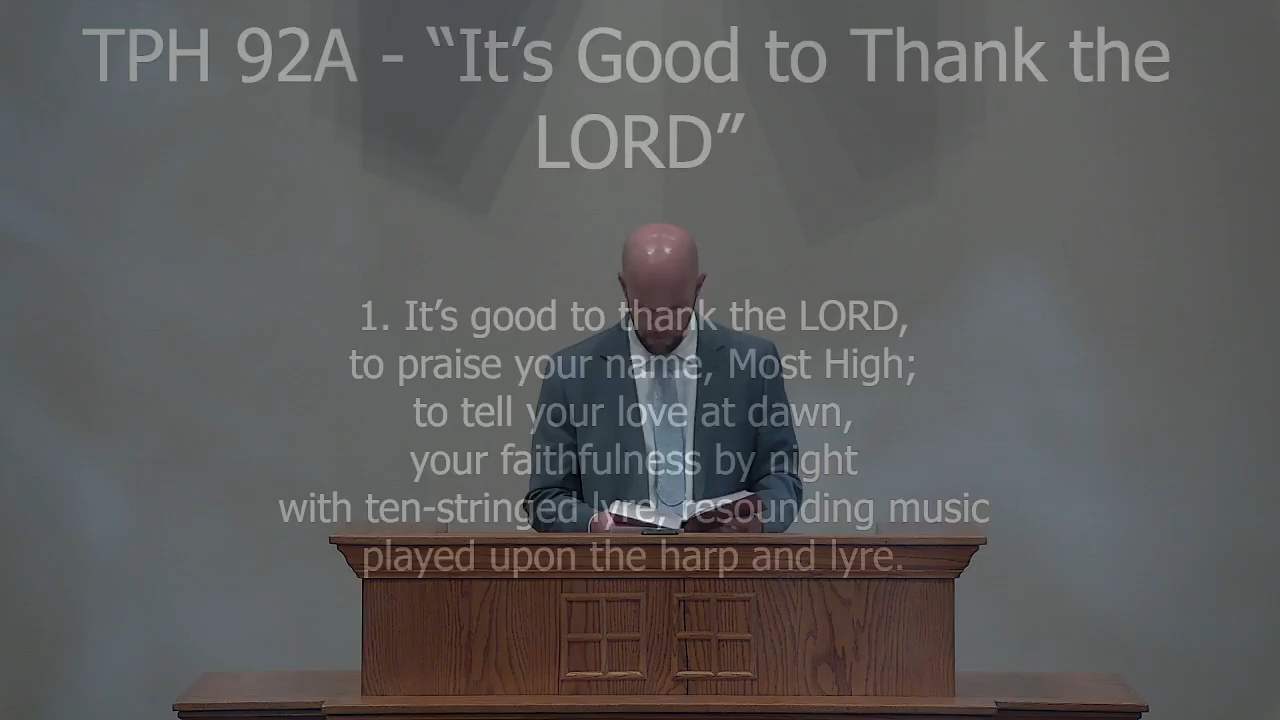 TPH 92A - “It’s Good to Thank the
LORD”
1. It’s good to thank the LORD,
to praise your name, Most High;
to tell your love at dawn,
your faithfulness by night
with ten-stringed lyre, resounding music
played upon the harp and lyre.